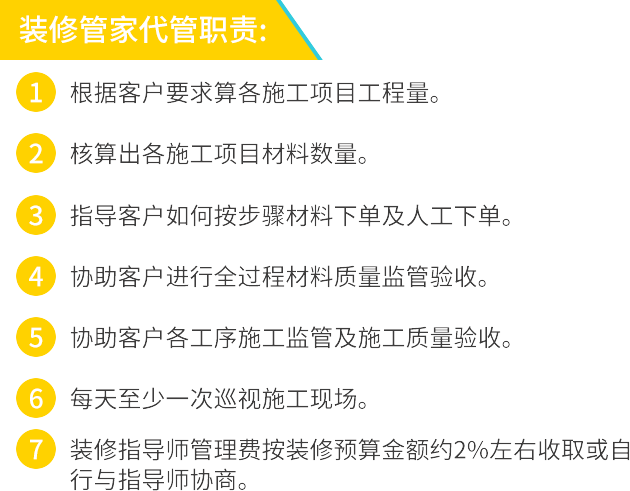 装修管家代管职责:
1 根据客户要求算各施工项目工程量。
2 核算出各施工项目材料数量。
3 指导客户如何按步骤材料下单及人工下单。
4 协助客户进行全过程材料质量监管验收。
5 协助客户各工序施工监管及施工质量验收。
6 每天至少一次巡视施工现场。
7 装修指导师管理费按装修预算金额约2%左右收取或自
行与指导师协商。